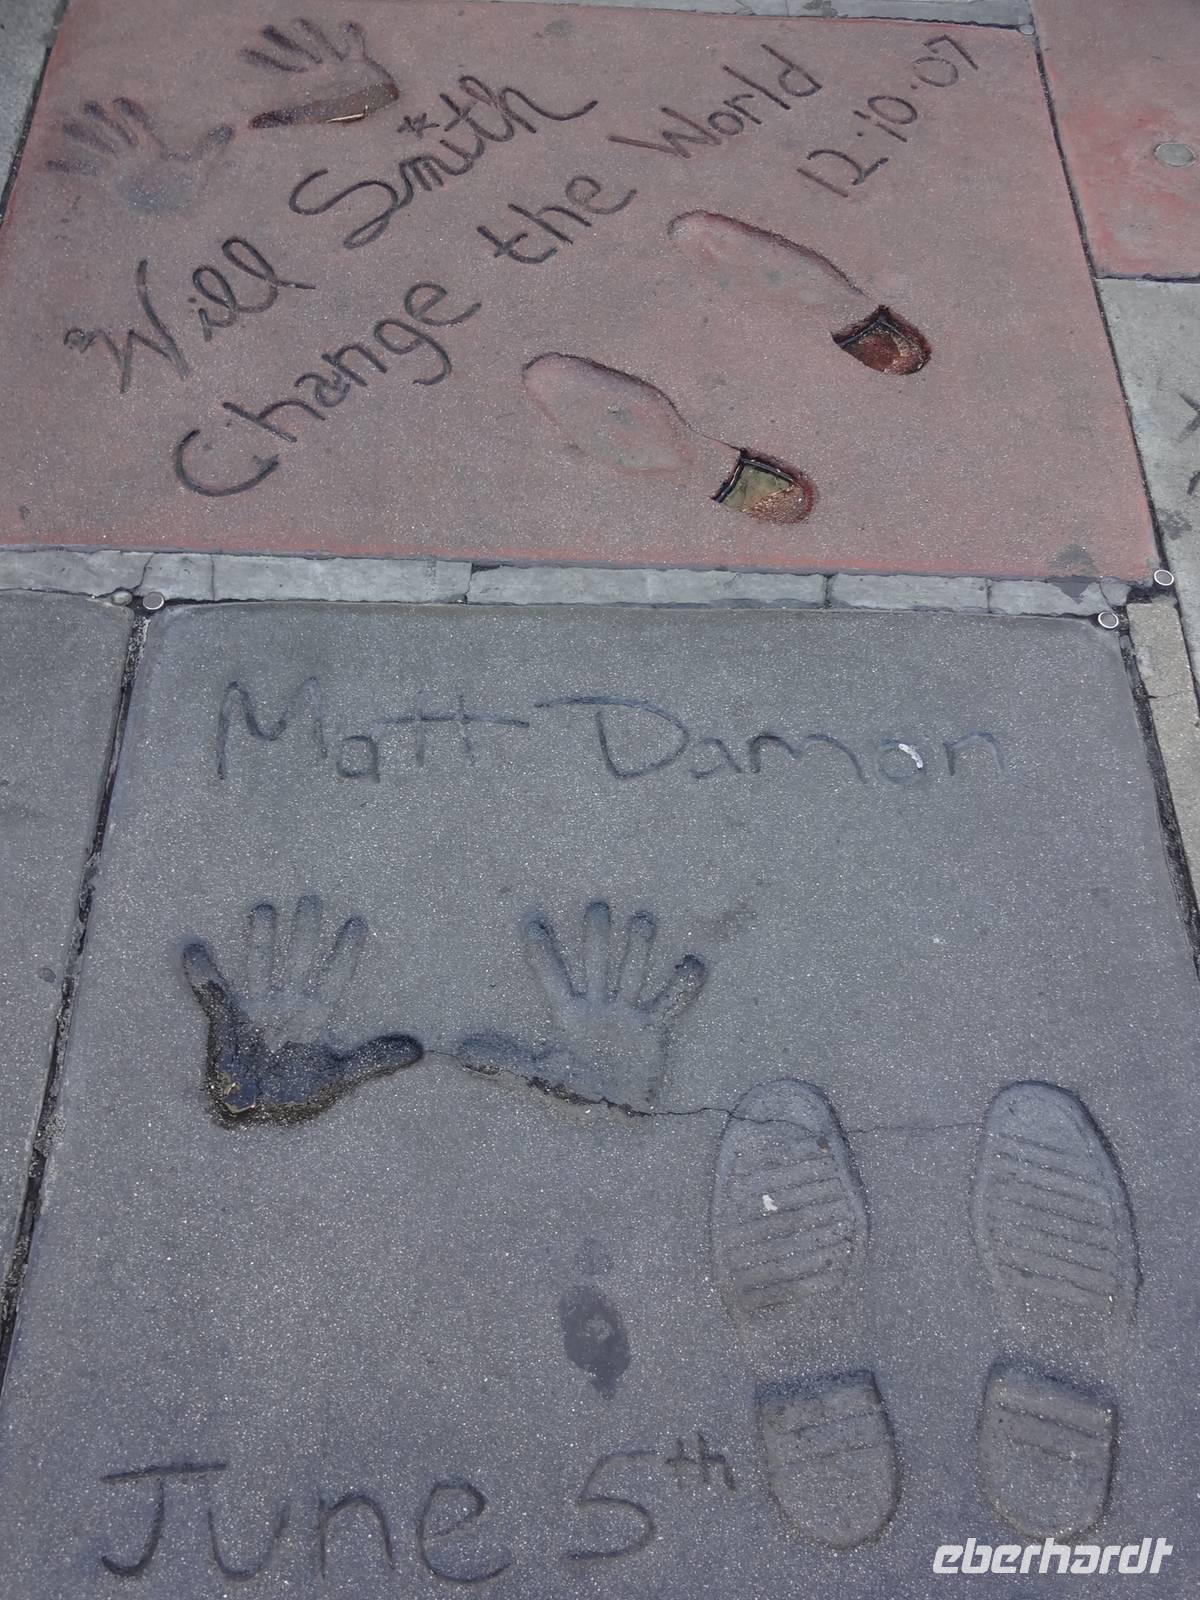 Will Smith
Change the World
12.10.07
Matt Damon
June 5th
eberhardt